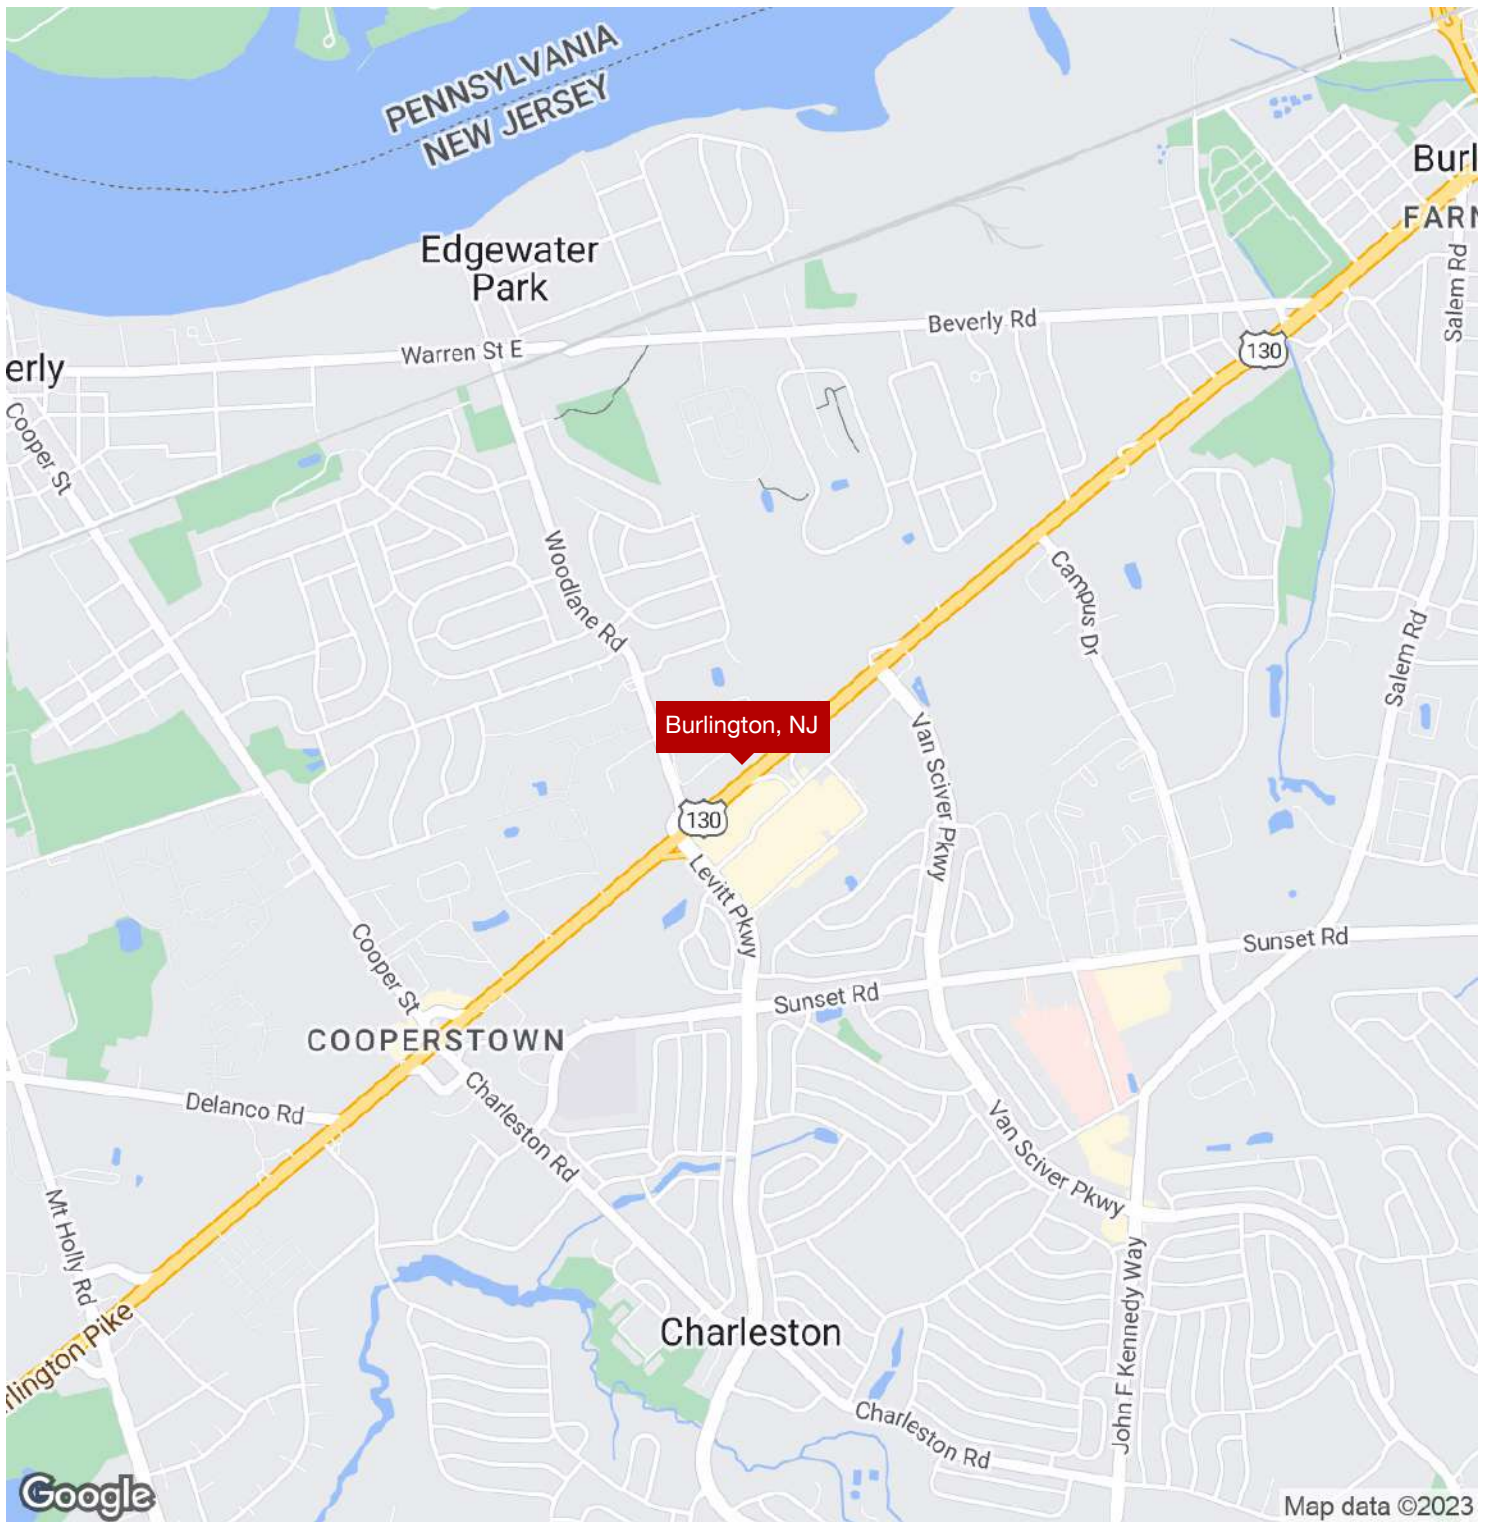 PENNSYLVANIA
NEW JERSEY
Burl
FARN
Edgewater
Park
Salem Rd
Beverly Rd
130
Warren St E
erly
Cooper St
Woodlane Rd
Campus Dr
Salem Rd
Burlington, NJ
Van Sciver Pkwy
130
Levitt Pkwy
Cooper St
Sunset Rd
Sunset Rd
COOPERSTOWN
Delanco Rd
Charleston Rd
Van Sciver Pkwy
Mt Holly Rd
John F Kennedy Way
rlington Pike
Charleston
Charleston Rd
Google
Map data ©2023